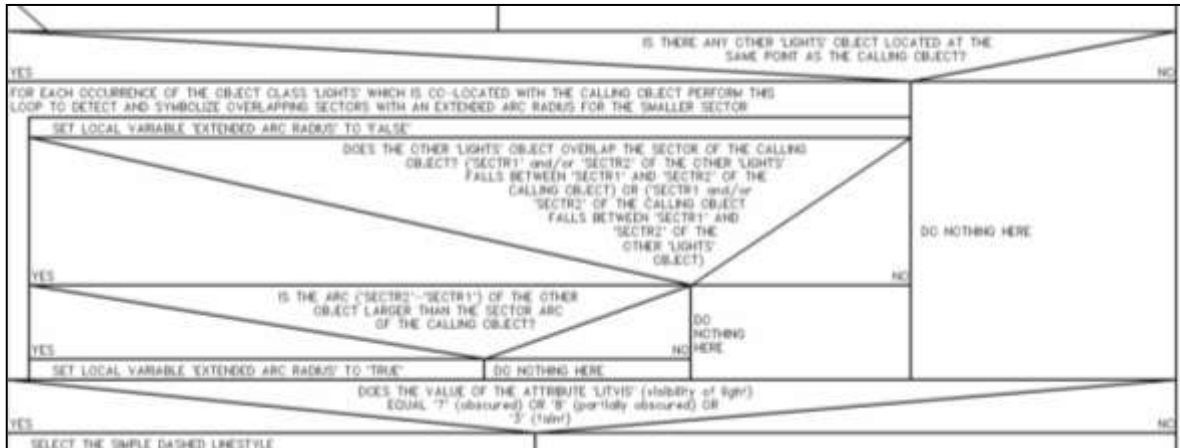 IS THERE ANY OTHER 'LIGHTS' OBJECT LOCATED AT THE
SAME POINT AS THE CALLING OBJECT?
YES
NO
FOR EACH OCCURRENCE OF THE OBJECT CLASS 'LIGHTS' WHICH IS CO-LOCATED WITH THE CALLING OBJECT PERFORM THIS
LOOP TO DETECT AND SYMBOLIZE OVERLAPPING SECTORS WITH AN EXTENDED ARC RADIUS FOR THE SMALLER SECTOR
SET LOCAL VARIABLE 'EXTENDED ARC RADIUS' TO 'FALSE'
DOES THE OTHER 'LIGHTS' OBJECT OVERLAP THE SECTOR OF THE CALLING
OBJECT? ('SECTR1' and/or 'SECTR2' OF THE OTHER 'LIGHTS'
FALLS BETWEEN 'SECTR1' AND 'SECTR2' OF THE
CALLING OBJECT) OR ('SECTR1 and/or
'SECTR2' OF THE CALLING OBJECT
FALLS BETWEEN 'SECTR1' AND
'SECTR2' OF THE
OTHER 'LIGHTS'
OBJECT)
DO NOTHING HERE
YES
NO
IS THE ARC ('SECTR2'-'SECTR1') OF THE OTHER
OBJECT LARGER THAN THE SECTOR ARC
OF THE CALLING OBJECT?
DO
NOTHING
HERE
YES
NO
SET LOCAL VARIABLE 'EXTENDED ARC RADIUS' TO 'TRUE'
DO NOTHING HERE
DOES THE VALUE OF THE ATTRIBUTE 'LITVIS' (visibility of light)
EQUAL '7' (obscured) OR '8' (partially obscured) OR
'3' (faint)
YES
NO
SELECT THE SIMPLE DASHED LINESTYLE